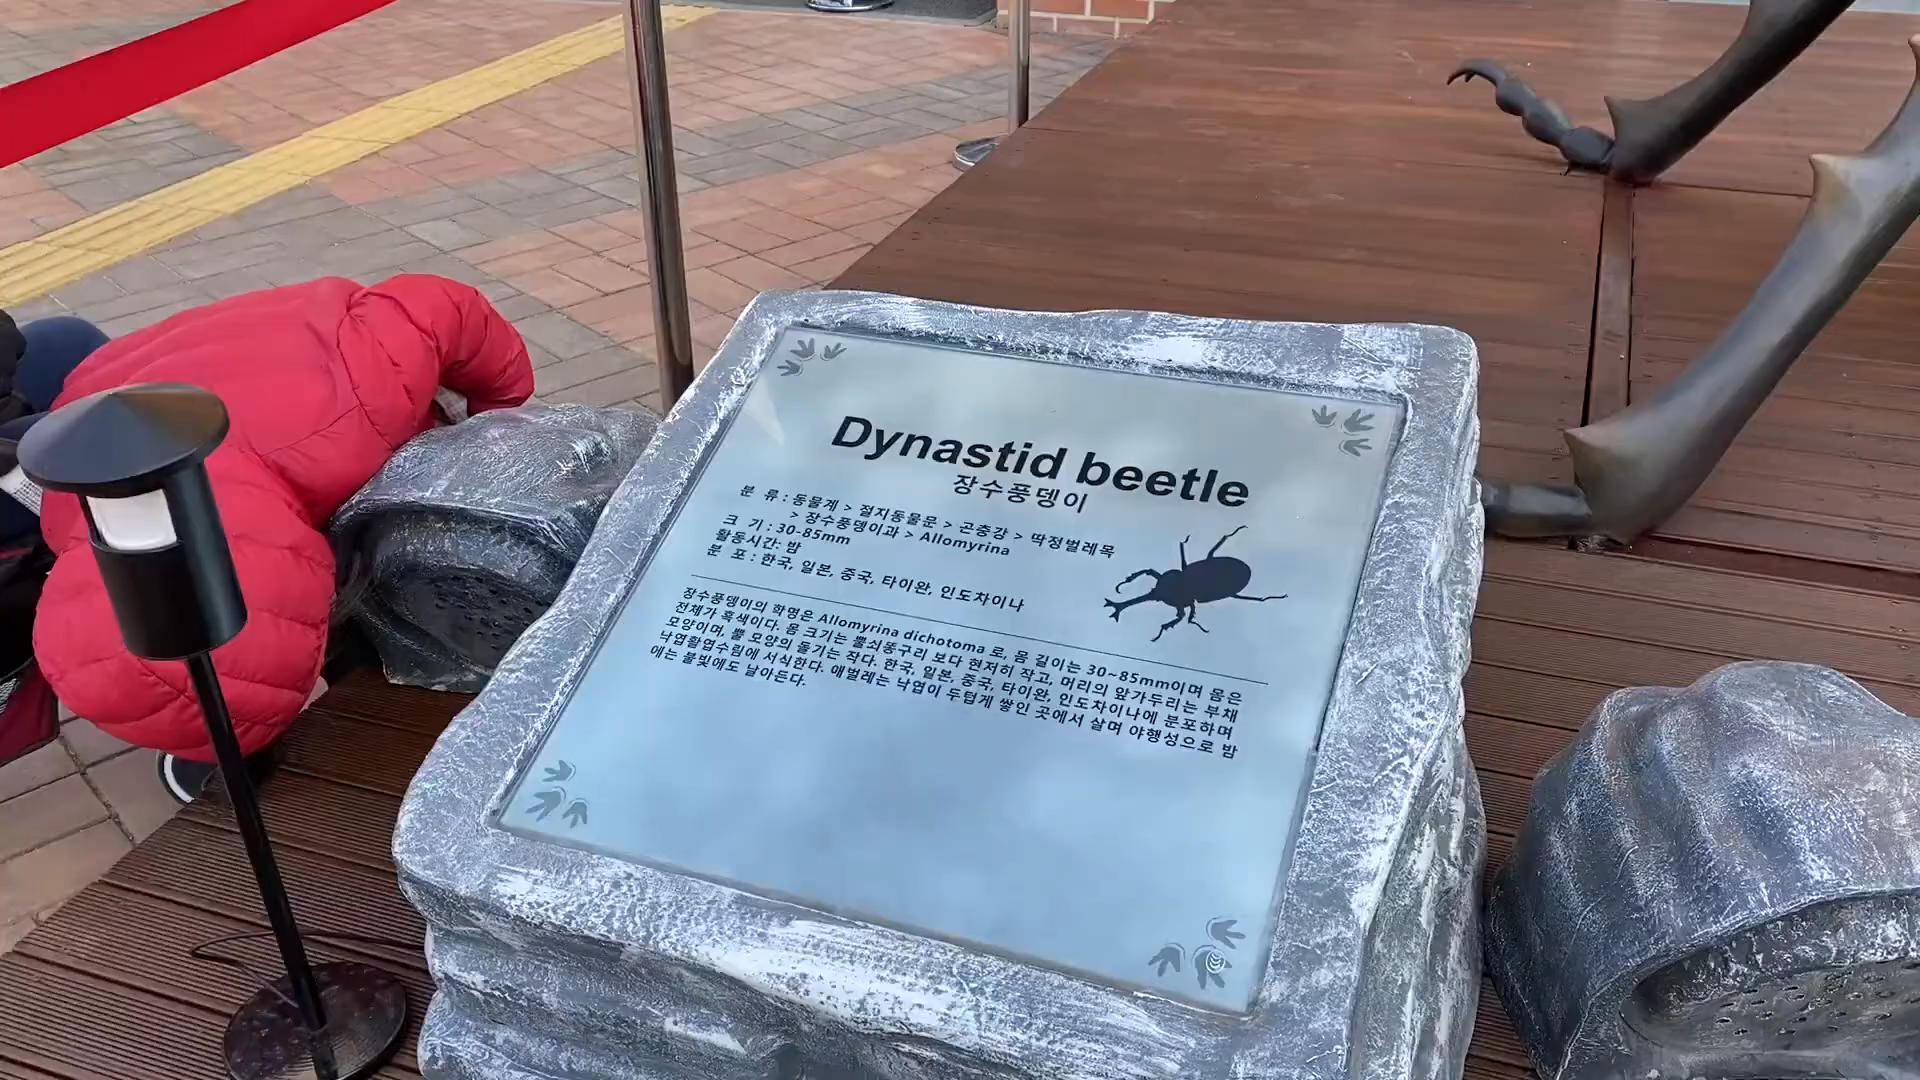 Dynastid beetle
장수풍뎅이
분 류 : 동물계 > 절지동물문 > 곤충강 > 딱정벌레목
> 장수풍뎅이과 > Allomyrina
크 기 : 30-85mm
활동시간: 밤
분 포 : 한국, 일본, 중국, 타이완, 인도차이나
장수풍뎅이의 학명은 Allomyrina dichotoma 로, 몸 길이는 30~85mm이며 몸은
전체가 흑색이다. 몸 크기는 뿔쇠똥구리 보다 현저히 작고, 머리의 앞가두리는 부채
모양이며, 뿔 모양의 돌기는 작다. 한국, 일본, 중국, 타이완, 인도차이나에 분포하며
낙엽활엽수림에 서식한다. 애벌레는 낙엽이 두텁게 쌓인 곳에서 살며 야행성으로 밤
에는 불빛에도 날아든다.